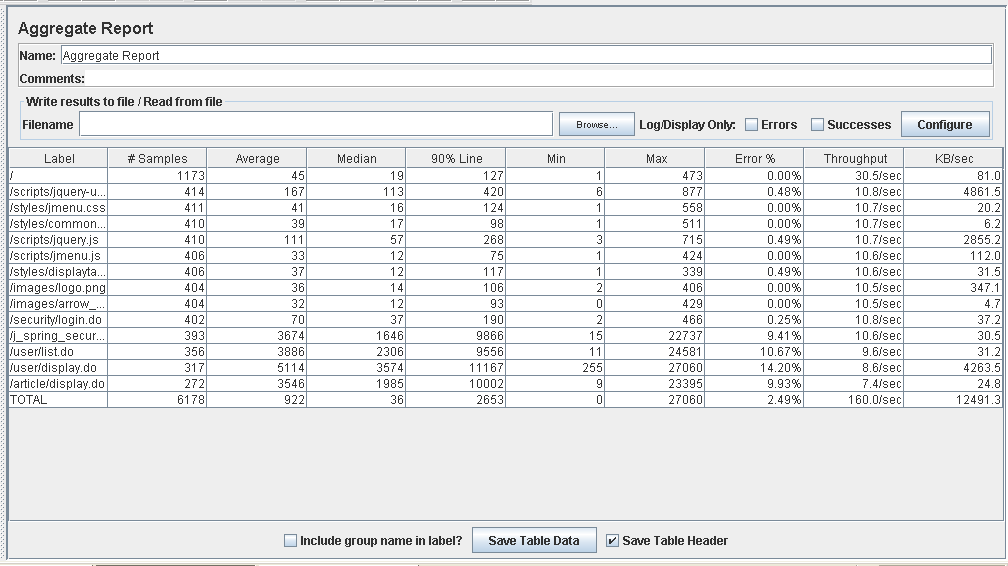 Aggregate Report
Name: Aggregate Report
Comments:
Write results to file / Read from file
Filename Browse... Log/Display Only: Errors Successes Configure
Label # Samples Average Median 90% Line Min Max Error % Throughput KB/sec
/ 1173 45 19 127 1 473 0.00% 30.5/sec 81.0
/scripts/jquery-u... 414 167 113 420 6 877 0.48% 10.8/sec 4861.5
/styles/jmenu.css 411 41 16 124 1 558 0.00% 10.7/sec 20.2
/styles/common... 410 39 17 98 1 511 0.00% 10.7/sec 6.2
/scripts/jquery.js 410 111 57 268 3 715 0.49% 10.7/sec 2855.2
/scripts/jmenu.js 406 33 12 75 1 424 0.00% 10.6/sec 112.0
/styles/displayta... 406 37 12 117 1 339 0.49% 10.6/sec 31.5
/images/logo.png 404 36 14 106 2 406 0.00% 10.5/sec 347.1
/images/arrow_... 404 32 12 93 0 429 0.00% 10.5/sec 4.7
/security/login.do 402 70 37 190 2 466 0.25% 10.8/sec 37.2
/j_spring_secur... 393 3674 1646 9866 15 22737 9.41% 10.6/sec 30.5
/user/list.do 356 3886 2306 9556 11 24581 10.67% 9.6/sec 31.2
/user/display.do 317 5114 3574 11167 255 27060 14.20% 8.6/sec 4263.5
/article/display.do 272 3546 1985 10002 9 23395 9.93% 7.4/sec 24.8
TOTAL 6178 922 36 2653 0 27060 2.49% 160.0/sec 12491.3
Include group name in label? Save Table Data Save Table Header